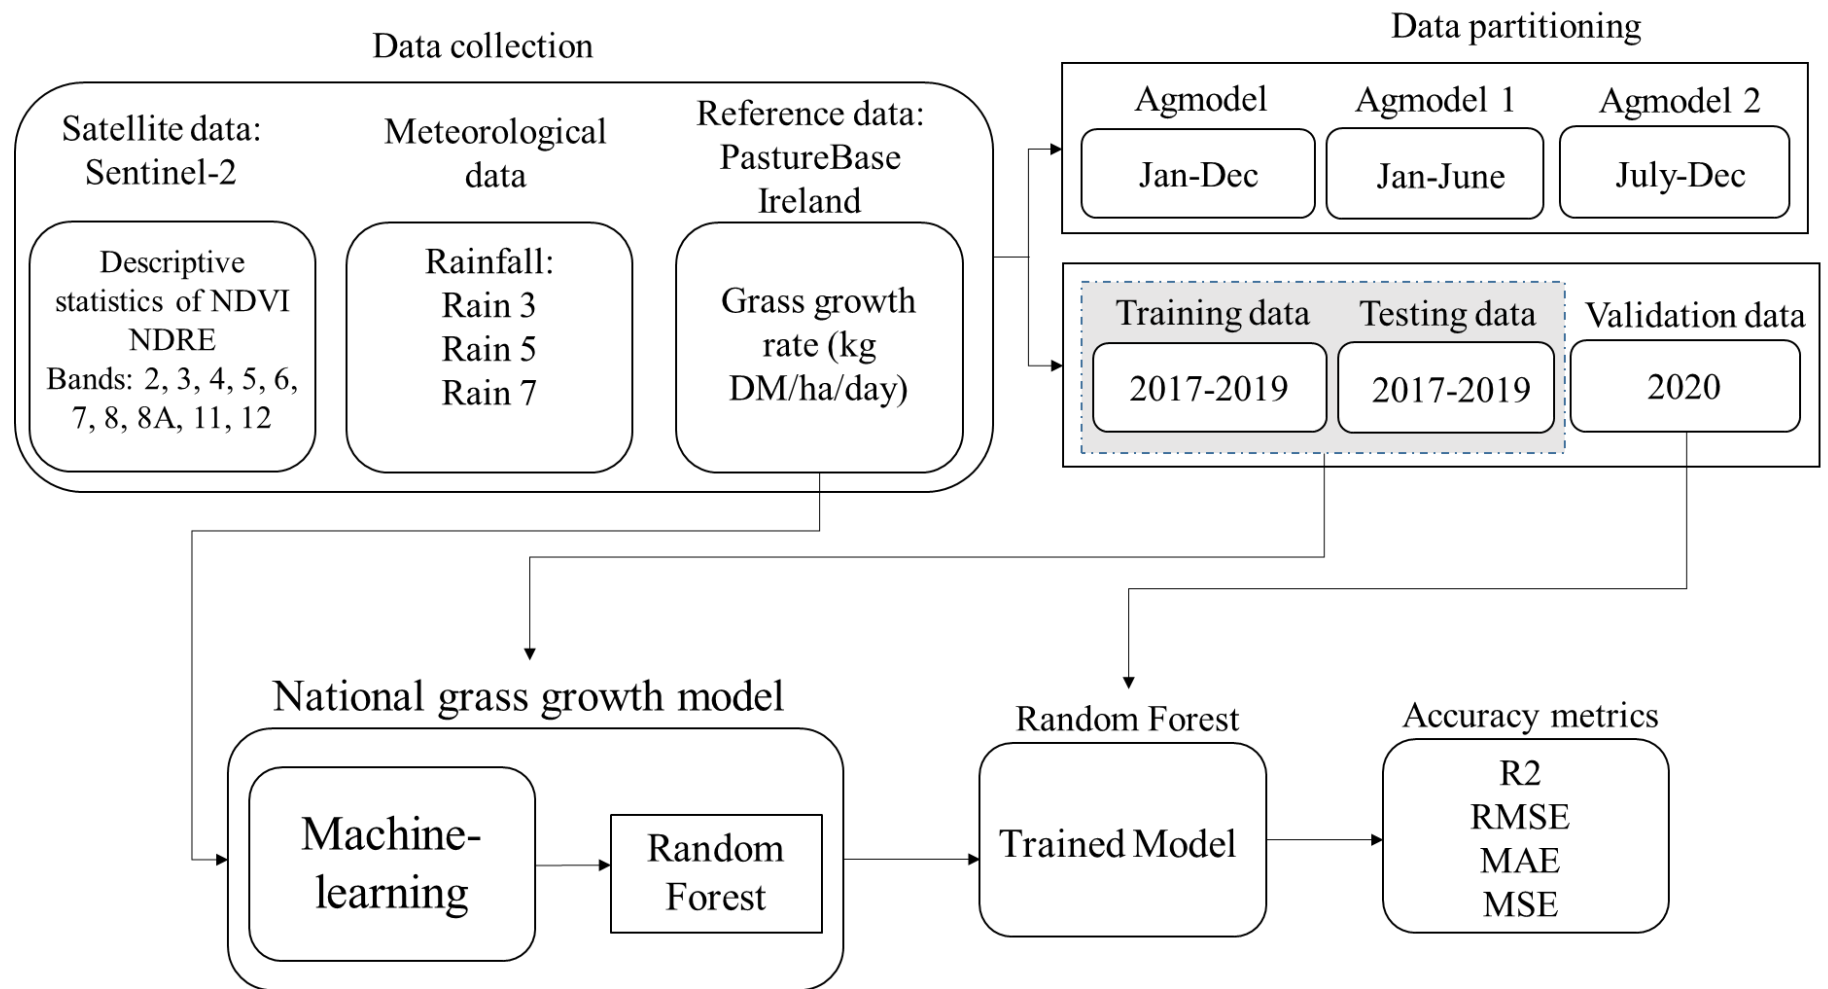 Data collection
Satellite data:
Sentinel-2
Descriptive
statistics of NDVI
NDRE
Bands: 2, 3, 4, 5, 6,
7, 8, 8A, 11, 12
Meteorological
data
Rainfall:
Rain 3
Rain 5
Rain 7
Reference data:
PastureBase
Ireland
Grass growth
rate (kg
DM/ha/day)
Data partitioning
Agmodel
Jan-Dec
Agmodel 1
Jan-June
Agmodel 2
July-Dec
Training data
2017-2019
Testing data
2017-2019
Validation data
2020
National grass growth model
Machine-
learning
Random
Forest
Random Forest
Trained Model
Accuracy metrics
R2
RMSE
MAE
MSE